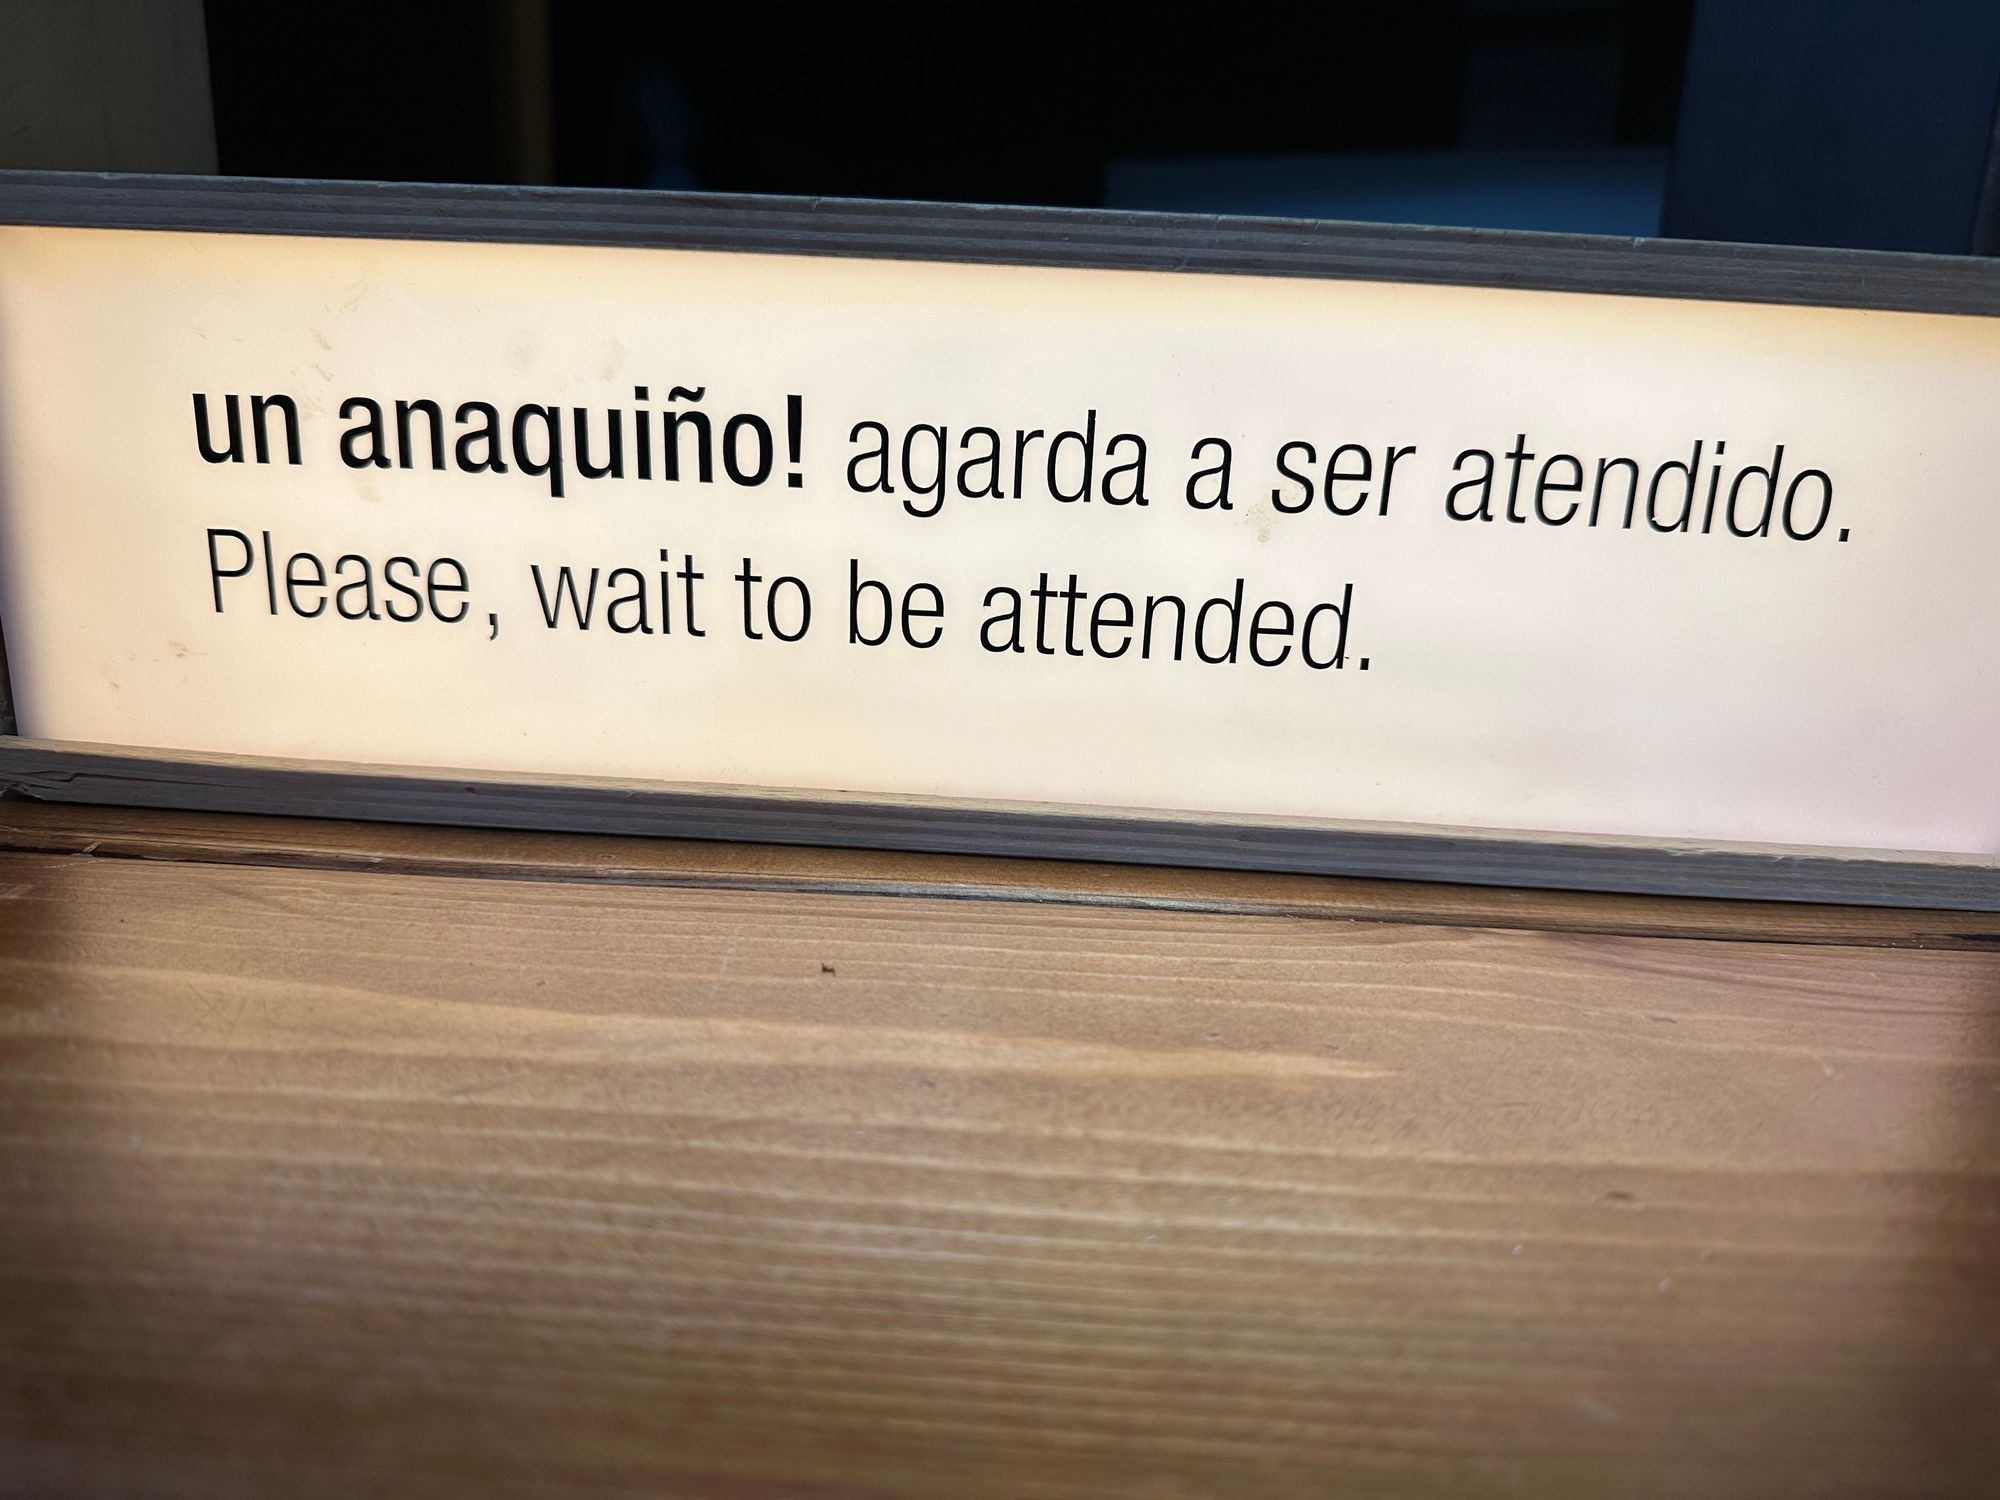 un anaquiño! agarda a ser atendido.
Please, wait to be attended.